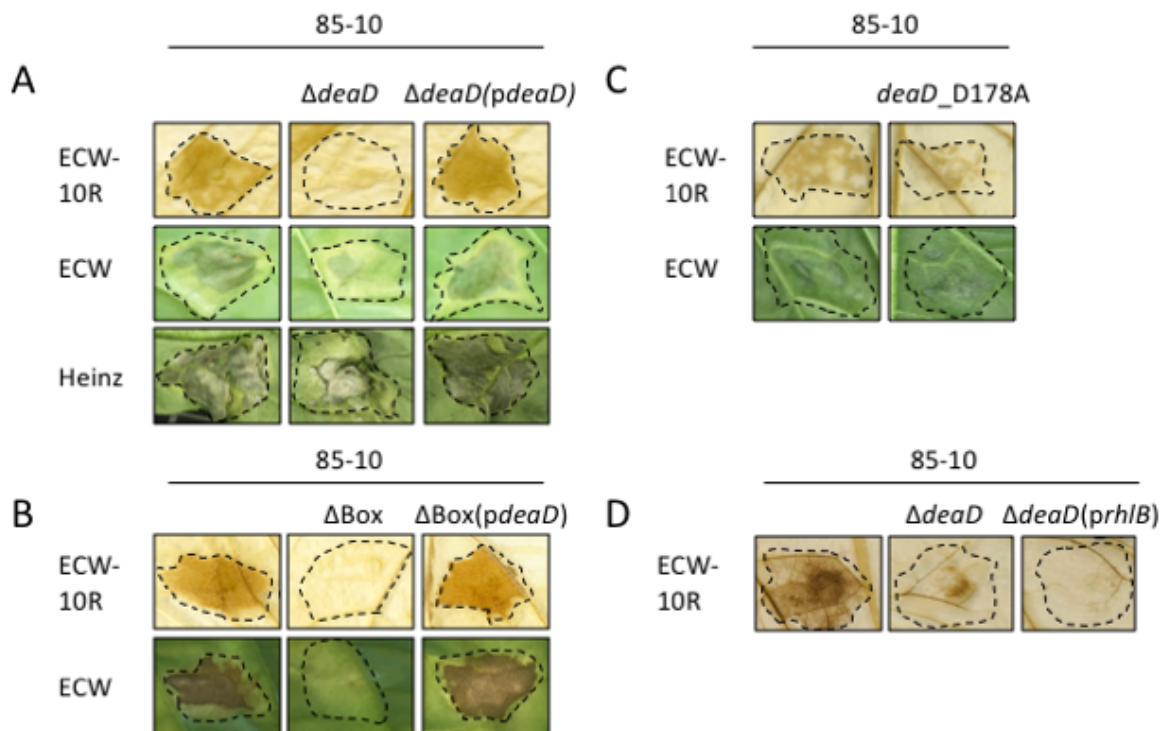 85-10
A
ΔdeaD ΔdeaD(pdeaD)
ECW-
10R
ECW
Heinz
85-10
B
ΔBox ΔBox(pdeaD)
ECW-
10R
ECW
85-10
C
deaD_D178A
ECW-
10R
ECW
85-10
D
ΔdeaD ΔdeaD(prhlB)
ECW-
10R